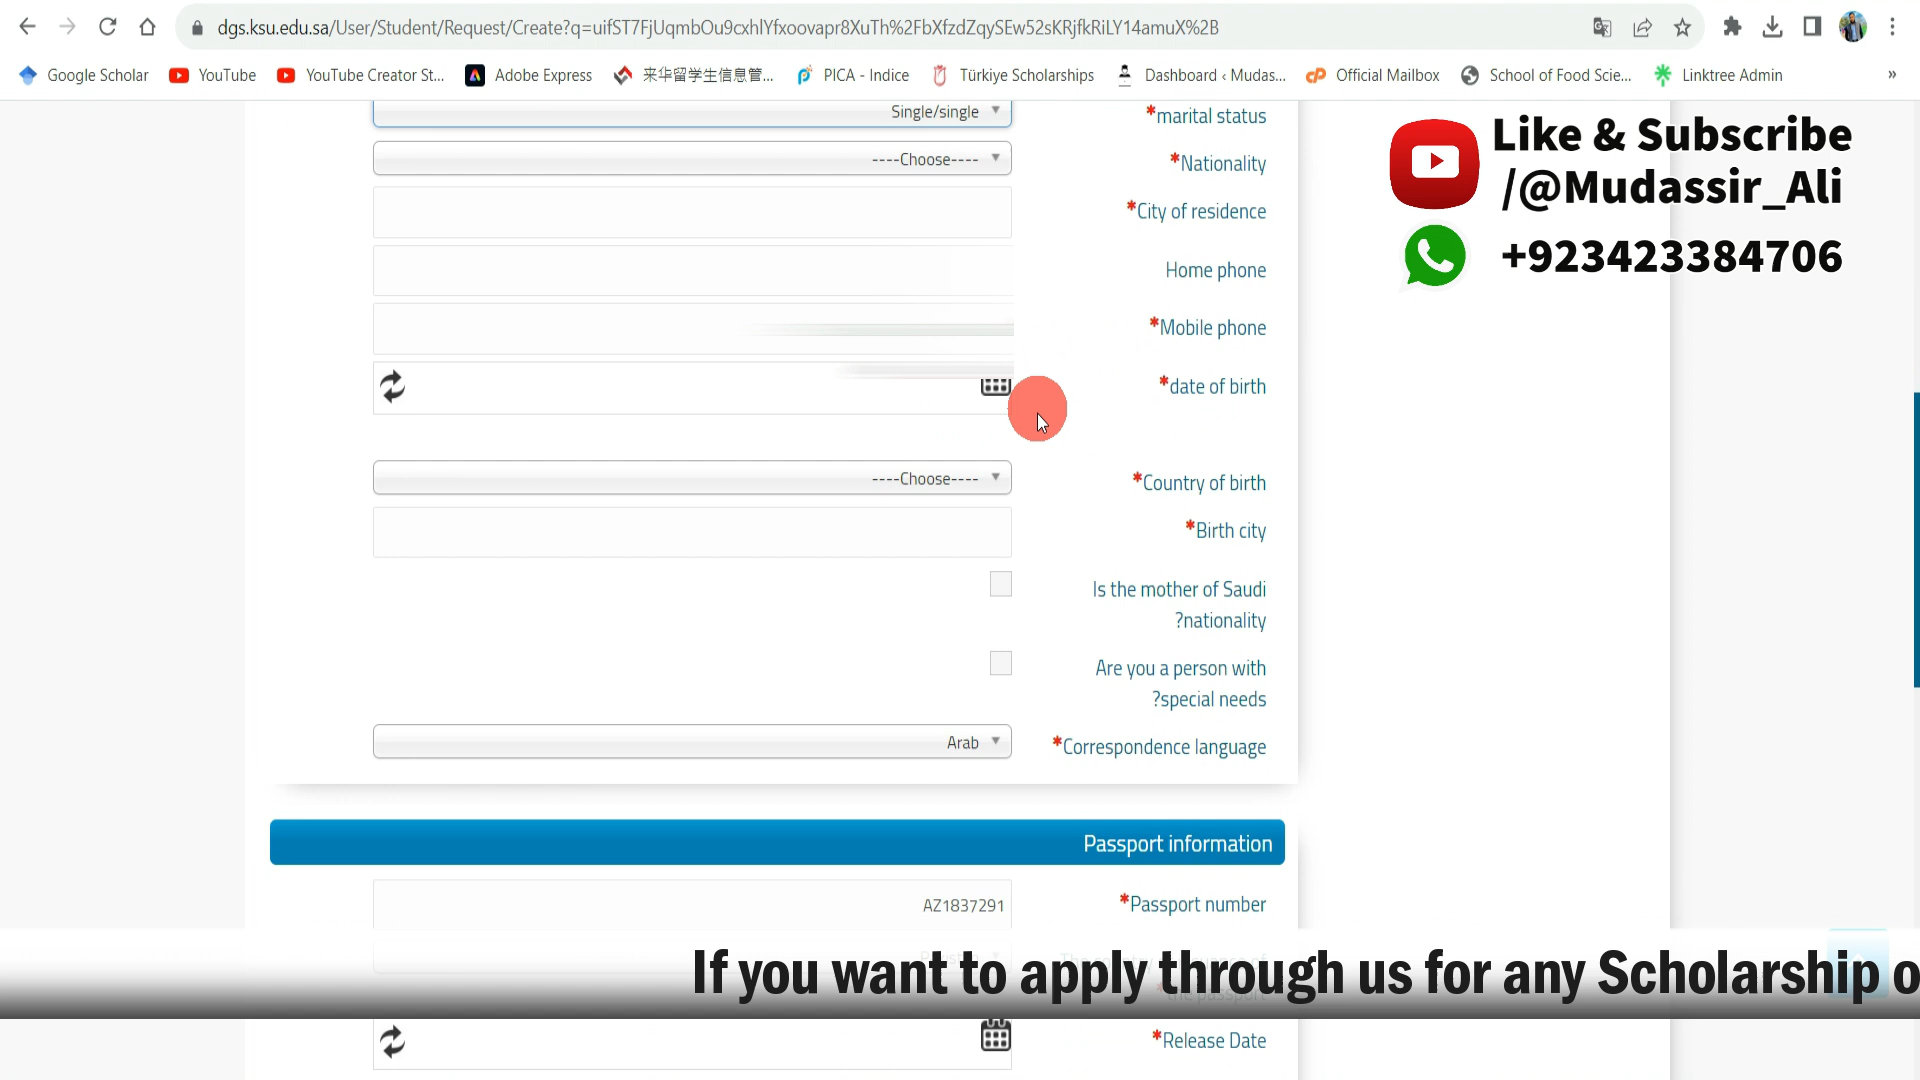 dgs.ksu.edu.sa/User/Student/Request/Create?q=uifST7FjUqmbOu9cxhlYfxoovapr8XuTh%2FbXfzdZqySEw52sKRjfkRiLY14amuX%2B
Google Scholar YouTube YouTube Creator St... Adobe Express 来华留学生信息管... PICA - Indice Türkiye Scholarships Dashboard ‹ Mudas... Official Mailbox School of Food Scie... Linktree Admin »
Single/single *marital status
----Choose---- *Nationality
*City of residence
Home phone
*Mobile phone
*date of birth
----Choose---- *Country of birth
*Birth city
Is the mother of Saudi
?nationality
Are you a person with
?special needs
Arab *Correspondence language
Like & Subscribe
/@Mudassir_Ali
+923423384706
Passport information
AZ1837291 *Passport number
If you want to apply through us for any Scholarship o
*Release Date